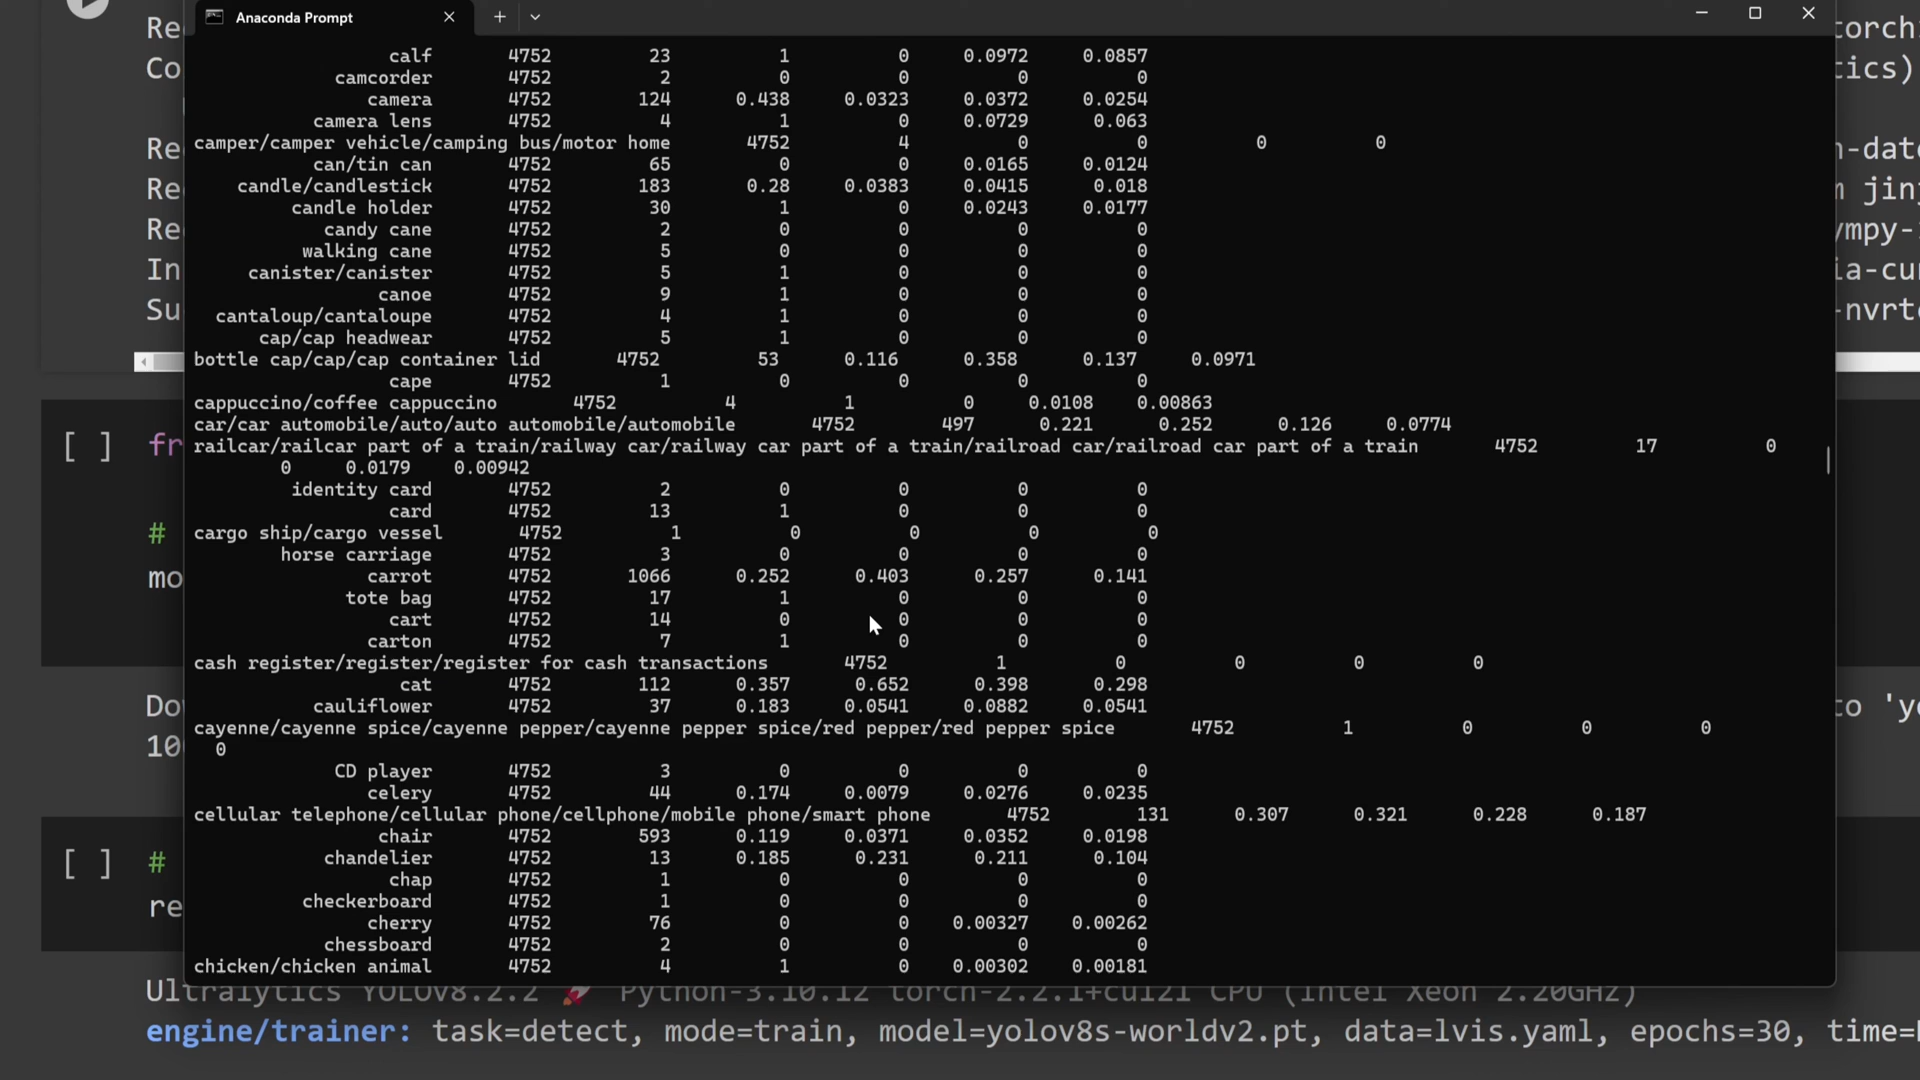 Anaconda Prompt
calf 4752 23 1 0 0.0972 0.0857
camcorder 4752 2 0 0 0 0
camera 4752 124 0.438 0.0323 0.0372 0.0254
camera lens 4752 4 1 0 0.0729 0.063
camper/camper vehicle/camping bus/motor home 4752 4 0 0 0 0
can/tin can 4752 65 0 0 0.0165 0.0124
candle/candlestick 4752 183 0.28 0.0383 0.0415 0.018
candle holder 4752 30 1 0 0.0243 0.0177
candy cane 4752 2 0 0 0 0
walking cane 4752 5 0 0 0 0
canister/canister 4752 5 1 0 0 0
canoe 4752 9 1 0 0 0
cantaloup/cantaloupe 4752 4 1 0 0 0
cap/cap headwear 4752 5 1 0 0 0
bottle cap/cap/cap container lid 4752 53 0.116 0.358 0.137 0.0971
cape 4752 1 0 0 0 0
cappuccino/coffee cappuccino 4752 4 1 0 0.0108 0.00863
car/car automobile/auto/auto automobile/automobile 4752 497 0.221 0.252 0.126 0.0774
railcar/railcar part of a train/railway car/railway car part of a train/railroad car/railroad car part of a train 4752 17 0
0 0.0179 0.00942
identity card 4752 2 0 0 0 0
card 4752 13 1 0 0 0
cargo ship/cargo vessel 4752 1 0 0 0 0
horse carriage 4752 3 0 0 0 0
carrot 4752 1066 0.252 0.403 0.257 0.141
tote bag 4752 17 1 0 0 0
cart 4752 14 0 0 0 0
carton 4752 7 1 0 0 0
cash register/register/register for cash transactions 4752 1 0 0 0 0
cat 4752 112 0.357 0.652 0.398 0.298
cauliflower 4752 37 0.183 0.0541 0.0882 0.0541
cayenne/cayenne spice/cayenne pepper/cayenne pepper spice/red pepper/red pepper spice 4752 1 0 0 0
0
CD player 4752 3 0 0 0 0
celery 4752 44 0.174 0.0079 0.0276 0.0235
cellular telephone/cellular phone/cellphone/mobile phone/smart phone 4752 131 0.307 0.321 0.228 0.187
chair 4752 593 0.119 0.0371 0.0352 0.0198
chandelier 4752 13 0.185 0.231 0.211 0.104
chap 4752 1 0 0 0 0
checkerboard 4752 1 0 0 0 0
cherry 4752 76 0 0 0.00327 0.00262
chessboard 4752 2 0 0 0 0
chicken/chicken animal 4752 4 1 0 0.00302 0.00181
Ultralytics YOLOv8.2.2 🚀 Python-3.10.12 torch-2.2.1+cu121 CPU (Intel Xeon 2.20GHz)
engine/trainer: task=detect, mode=train, model=yolov8s-worldv2.pt, data=lvis.yaml, epochs=30, time=